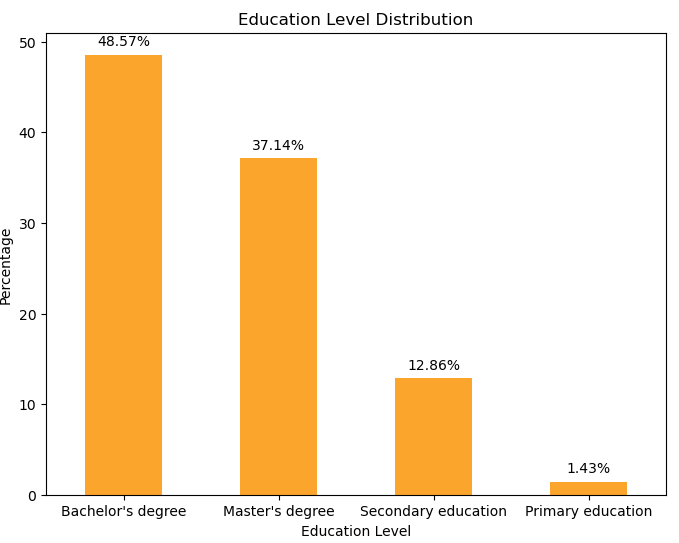 Education Level Distribution
50
40
30
20
10
0
Percentage
48.57%
37.14%
12.86%
1.43%
Bachelor's degree
Master's degree
Secondary education
Primary education
Education Level